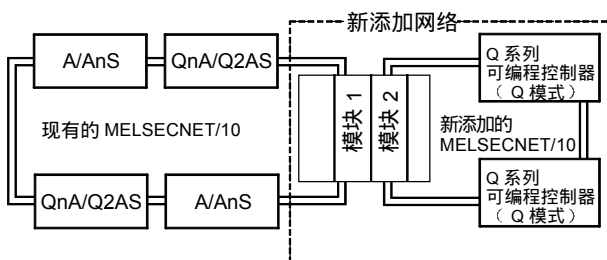 新添加网络
A/AnS
QnA/Q2AS
Q 系列
可编程控制器
( Q 模式 )
现有的 MELSECNET/10
模块 1
模块 2
新添加的
MELSECNET/10
QnA/Q2AS
A/AnS
Q 系列
可编程控制器
( Q 模式 )